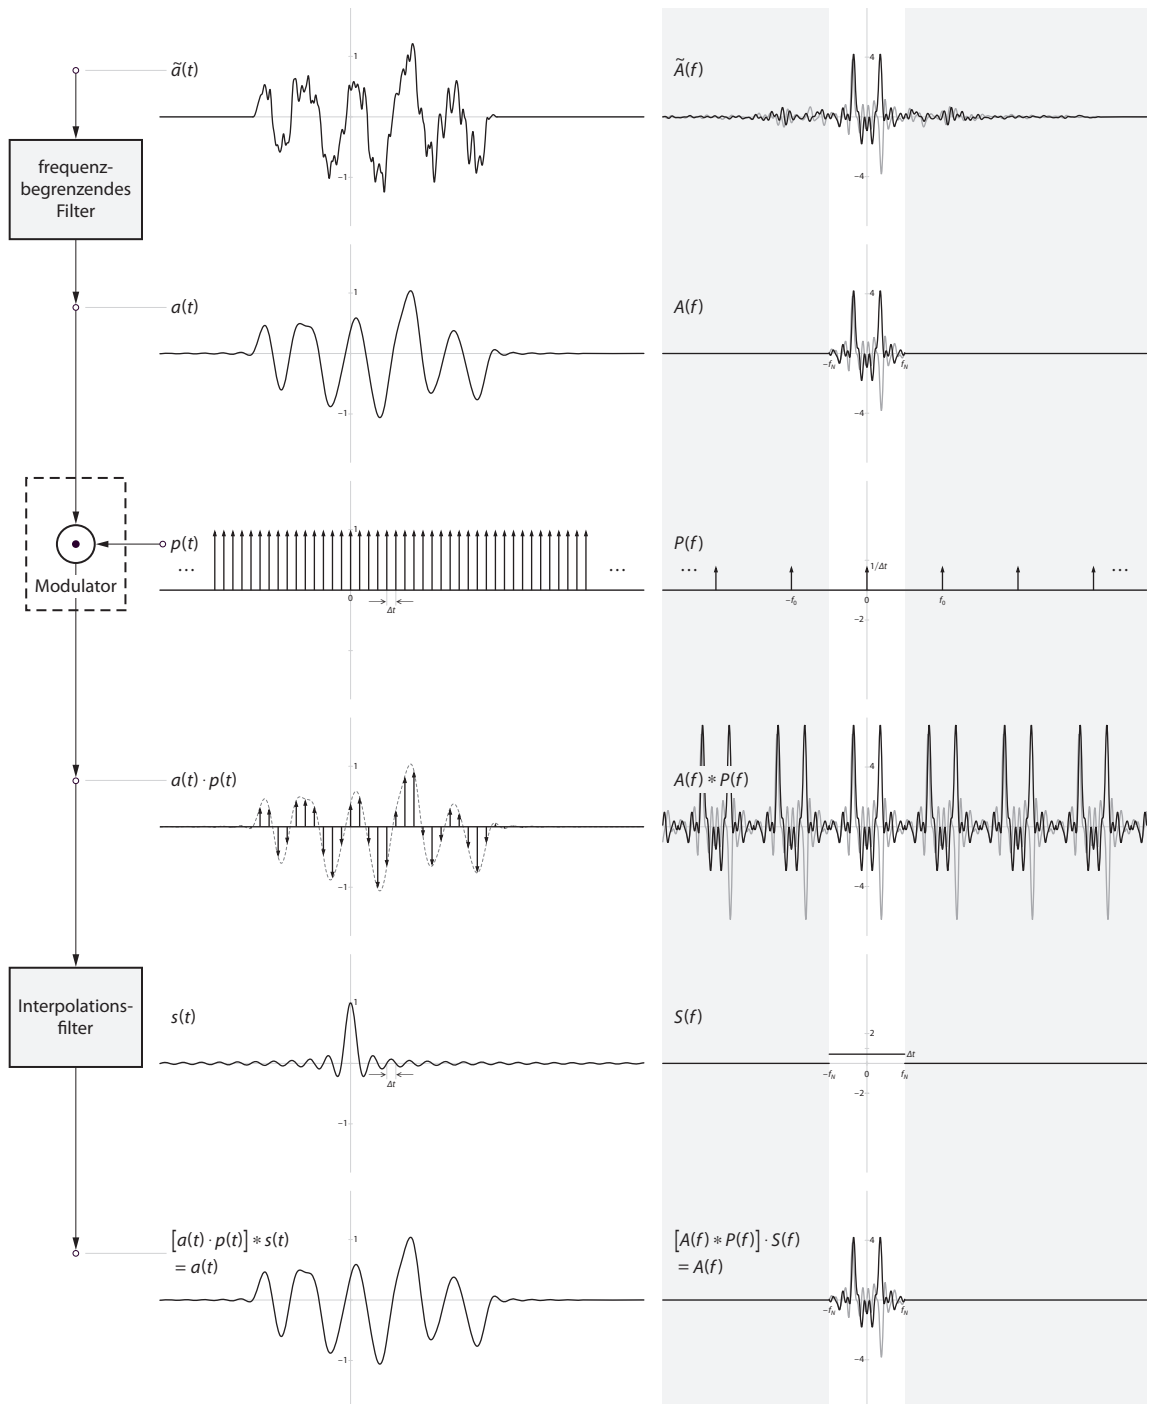 ã(t)
1
−1
Ã(f)
4
−4
frequenz-
begrenzendes
Filter
a(t)
1
−1
A(f)
4
−f_N
f_N
−4
Modulator
p(t)
1
...
...
0
Δt
P(f)
...
1/Δt
...
−f_0
0
f_0
−2
a(t) · p(t)
1
−1
A(f) ∗ P(f)
4
−4
Interpolations-
filter
s(t)
1
Δt
−1
S(f)
2
Δt
−f_N
0
f_N
−2
[a(t) · p(t)] ∗ s(t)
= a(t)
1
−1
[A(f) ∗ P(f)] · S(f)
= A(f)
4
−f_N
f_N
−4